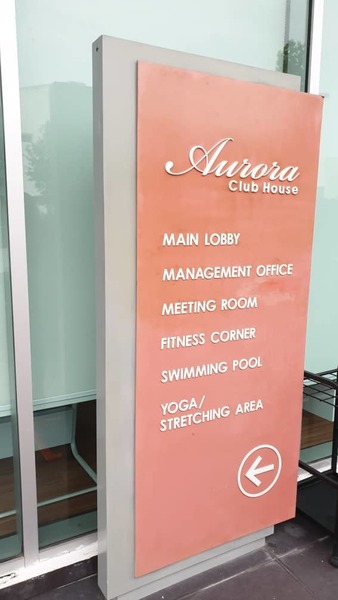 Aurora
Club House
MAIN LOBBY
MANAGEMENT OFFICE
MEETING ROOM
FITNESS CORNER
SWIMMING POOL
YOGA/
STRETCHING AREA